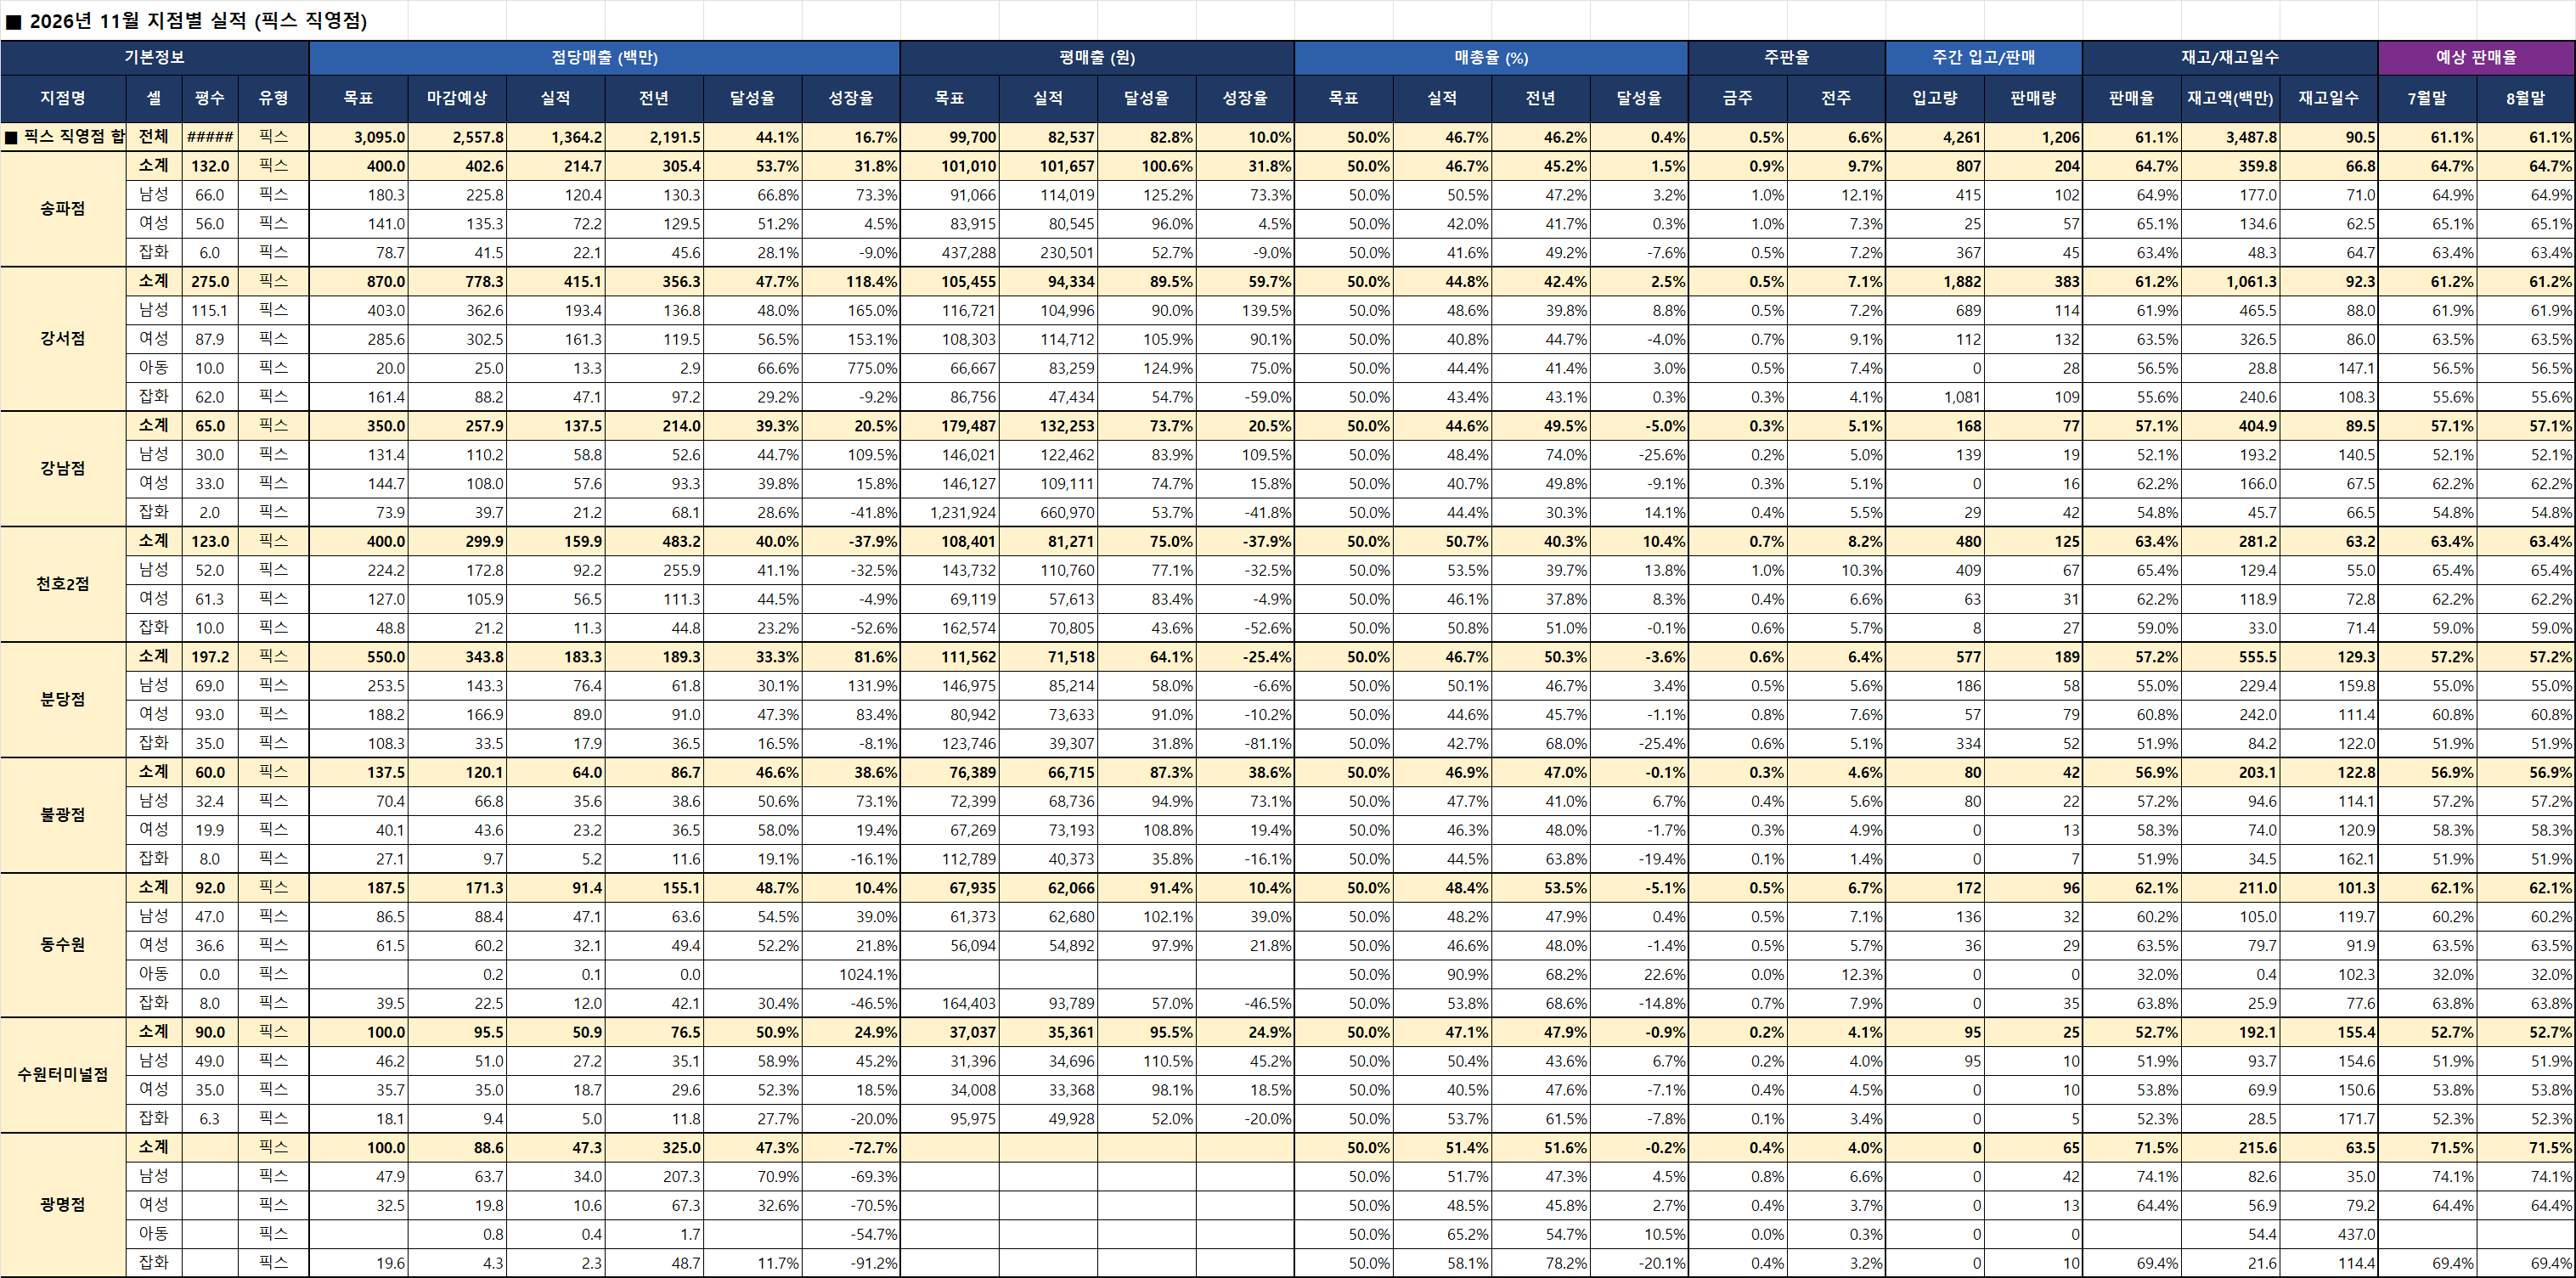 ■ 2026년 11월 지점별 실적 (픽스 직영점)
기본정보 점당매출 (백만) 평매출 (원) 매총율 (%) 주판율 주간 입고/판매 재고/재고일수 예상 판매율
지점명 셀 평수 유형 목표 마감예상 실적 전년 달성율 성장율 목표 실적 달성율 성장율 목표 실적 전년 달성율 금주 전주 입고량 판매량 판매율 재고액(백만) 재고일수 7월말 8월말
■ 픽스 직영점 합 전체 ##### 픽스 3,095.0 2,557.8 1,364.2 2,191.5 44.1% 16.7% 99,700 82,537 82.8% 10.0% 50.0% 46.7% 46.2% 0.4% 0.5% 6.6% 4,261 1,206 61.1% 3,487.8 90.5 61.1% 61.1%
송파점 소계 132.0 픽스 400.0 402.6 214.7 305.4 53.7% 31.8% 101,010 101,657 100.6% 31.8% 50.0% 46.7% 45.2% 1.5% 0.9% 9.7% 807 204 64.7% 359.8 66.8 64.7% 64.7%
남성 66.0 픽스 180.3 225.8 120.4 130.3 66.8% 73.3% 91,066 114,019 125.2% 73.3% 50.0% 50.5% 47.2% 3.2% 1.0% 12.1% 415 102 64.9% 177.0 71.0 64.9% 64.9%
여성 56.0 픽스 141.0 135.3 72.2 129.5 51.2% 4.5% 83,915 80,545 96.0% 4.5% 50.0% 42.0% 41.7% 0.3% 1.0% 7.3% 25 57 65.1% 134.6 62.5 65.1% 65.1%
잡화 6.0 픽스 78.7 41.5 22.1 45.6 28.1% -9.0% 437,288 230,501 52.7% -9.0% 50.0% 41.6% 49.2% -7.6% 0.5% 7.2% 367 45 63.4% 48.3 64.7 63.4% 63.4%
강서점 소계 275.0 픽스 870.0 778.3 415.1 356.3 47.7% 118.4% 105,455 94,334 89.5% 59.7% 50.0% 44.8% 42.4% 2.5% 0.5% 7.1% 1,882 383 61.2% 1,061.3 92.3 61.2% 61.2%
남성 115.1 픽스 403.0 362.6 193.4 136.8 48.0% 165.0% 116,721 104,996 90.0% 139.5% 50.0% 48.6% 39.8% 8.8% 0.5% 7.2% 689 114 61.9% 465.5 88.0 61.9% 61.9%
여성 87.9 픽스 285.6 302.5 161.3 119.5 56.5% 153.1% 108,303 114,712 105.9% 90.1% 50.0% 40.8% 44.7% -4.0% 0.7% 9.1% 112 132 63.5% 326.5 86.0 63.5% 63.5%
아동 10.0 픽스 20.0 25.0 13.3 2.9 66.6% 775.0% 66,667 83,259 124.9% 75.0% 50.0% 44.4% 41.4% 3.0% 0.5% 7.4% 0 28 56.5% 28.8 147.1 56.5% 56.5%
잡화 62.0 픽스 161.4 88.2 47.1 97.2 29.2% -9.2% 86,756 47,434 54.7% -59.0% 50.0% 43.4% 43.1% 0.3% 0.3% 4.1% 1,081 109 55.6% 240.6 108.3 55.6% 55.6%
강남점 소계 65.0 픽스 350.0 257.9 137.5 214.0 39.3% 20.5% 179,487 132,253 73.7% 20.5% 50.0% 44.6% 49.5% -5.0% 0.3% 5.1% 168 77 57.1% 404.9 89.5 57.1% 57.1%
남성 30.0 픽스 131.4 110.2 58.8 52.6 44.7% 109.5% 146,021 122,462 83.9% 109.5% 50.0% 48.4% 74.0% -25.6% 0.2% 5.0% 139 19 52.1% 193.2 140.5 52.1% 52.1%
여성 33.0 픽스 144.7 108.0 57.6 93.3 39.8% 15.8% 146,127 109,111 74.7% 15.8% 50.0% 40.7% 49.8% -9.1% 0.3% 5.1% 0 16 62.2% 166.0 67.5 62.2% 62.2%
잡화 2.0 픽스 73.9 39.7 21.2 68.1 28.6% -41.8% 1,231,924 660,970 53.7% -41.8% 50.0% 44.4% 30.3% 14.1% 0.4% 5.5% 29 42 54.8% 45.7 66.5 54.8% 54.8%
천호2점 소계 123.0 픽스 400.0 299.9 159.9 483.2 40.0% -37.9% 108,401 81,271 75.0% -37.9% 50.0% 50.7% 40.3% 10.4% 0.7% 8.2% 480 125 63.4% 281.2 63.2 63.4% 63.4%
남성 52.0 픽스 224.2 172.8 92.2 255.9 41.1% -32.5% 143,732 110,760 77.1% -32.5% 50.0% 53.5% 39.7% 13.8% 1.0% 10.3% 409 67 65.4% 129.4 55.0 65.4% 65.4%
여성 61.3 픽스 127.0 105.9 56.5 111.3 44.5% -4.9% 69,119 57,613 83.4% -4.9% 50.0% 46.1% 37.8% 8.3% 0.4% 6.6% 63 31 62.2% 118.9 72.8 62.2% 62.2%
잡화 10.0 픽스 48.8 21.2 11.3 44.8 23.2% -52.6% 162,574 70,805 43.6% -52.6% 50.0% 50.8% 51.0% -0.1% 0.6% 5.7% 8 27 59.0% 33.0 71.4 59.0% 59.0%
분당점 소계 197.2 픽스 550.0 343.8 183.3 189.3 33.3% 81.6% 111,562 71,518 64.1% -25.4% 50.0% 46.7% 50.3% -3.6% 0.6% 6.4% 577 189 57.2% 555.5 129.3 57.2% 57.2%
남성 69.0 픽스 253.5 143.3 76.4 61.8 30.1% 131.9% 146,975 85,214 58.0% -6.6% 50.0% 50.1% 46.7% 3.4% 0.5% 5.6% 186 58 55.0% 229.4 159.8 55.0% 55.0%
여성 93.0 픽스 188.2 166.9 89.0 91.0 47.3% 83.4% 80,942 73,633 91.0% -10.2% 50.0% 44.6% 45.7% -1.1% 0.8% 7.6% 57 79 60.8% 242.0 111.4 60.8% 60.8%
잡화 35.0 픽스 108.3 33.5 17.9 36.5 16.5% -8.1% 123,746 39,307 31.8% -81.1% 50.0% 42.7% 68.0% -25.4% 0.6% 5.1% 334 52 51.9% 84.2 122.0 51.9% 51.9%
불광점 소계 60.0 픽스 137.5 120.1 64.0 86.7 46.6% 38.6% 76,389 66,715 87.3% 38.6% 50.0% 46.9% 47.0% -0.1% 0.3% 4.6% 80 42 56.9% 203.1 122.8 56.9% 56.9%
남성 32.4 픽스 70.4 66.8 35.6 38.6 50.6% 73.1% 72,399 68,736 94.9% 73.1% 50.0% 47.7% 41.0% 6.7% 0.4% 5.6% 80 22 57.2% 94.6 114.1 57.2% 57.2%
여성 19.9 픽스 40.1 43.6 23.2 36.5 58.0% 19.4% 67,269 73,193 108.8% 19.4% 50.0% 46.3% 48.0% -1.7% 0.3% 4.9% 0 13 58.3% 74.0 120.9 58.3% 58.3%
잡화 8.0 픽스 27.1 9.7 5.2 11.6 19.1% -16.1% 112,789 40,373 35.8% -16.1% 50.0% 44.5% 63.8% -19.4% 0.1% 1.4% 0 7 51.9% 34.5 162.1 51.9% 51.9%
동수원 소계 92.0 픽스 187.5 171.3 91.4 155.1 48.7% 10.4% 67,935 62,066 91.4% 10.4% 50.0% 48.4% 53.5% -5.1% 0.5% 6.7% 172 96 62.1% 211.0 101.3 62.1% 62.1%
남성 47.0 픽스 86.5 88.4 47.1 63.6 54.5% 39.0% 61,373 62,680 102.1% 39.0% 50.0% 48.2% 47.9% 0.4% 0.5% 7.1% 136 32 60.2% 105.0 119.7 60.2% 60.2%
여성 36.6 픽스 61.5 60.2 32.1 49.4 52.2% 21.8% 56,094 54,892 97.9% 21.8% 50.0% 46.6% 48.0% -1.4% 0.5% 5.7% 36 29 63.5% 79.7 91.9 63.5% 63.5%
아동 0.0 픽스 0.2 0.1 0.0 1024.1% 50.0% 90.9% 68.2% 22.6% 0.0% 12.3% 0 0 32.0% 0.4 102.3 32.0% 32.0%
잡화 8.0 픽스 39.5 22.5 12.0 42.1 30.4% -46.5% 164,403 93,789 57.0% -46.5% 50.0% 53.8% 68.6% -14.8% 0.7% 7.9% 0 35 63.8% 25.9 77.6 63.8% 63.8%
수원터미널점 소계 90.0 픽스 100.0 95.5 50.9 76.5 50.9% 24.9% 37,037 35,361 95.5% 24.9% 50.0% 47.1% 47.9% -0.9% 0.2% 4.1% 95 25 52.7% 192.1 155.4 52.7% 52.7%
남성 49.0 픽스 46.2 51.0 27.2 35.1 58.9% 45.2% 31,396 34,696 110.5% 45.2% 50.0% 50.4% 43.6% 6.7% 0.2% 4.0% 95 10 51.9% 93.7 154.6 51.9% 51.9%
여성 35.0 픽스 35.7 35.0 18.7 29.6 52.3% 18.5% 34,008 33,368 98.1% 18.5% 50.0% 40.5% 47.6% -7.1% 0.4% 4.5% 0 10 53.8% 69.9 150.6 53.8% 53.8%
잡화 6.3 픽스 18.1 9.4 5.0 11.8 27.7% -20.0% 95,975 49,928 52.0% -20.0% 50.0% 53.7% 61.5% -7.8% 0.1% 3.4% 0 5 52.3% 28.5 171.7 52.3% 52.3%
광명점 소계 픽스 100.0 88.6 47.3 325.0 47.3% -72.7% 50.0% 51.4% 51.6% -0.2% 0.4% 4.0% 0 65 71.5% 215.6 63.5 71.5% 71.5%
남성 픽스 47.9 63.7 34.0 207.3 70.9% -69.3% 50.0% 51.7% 47.3% 4.5% 0.8% 6.6% 0 42 74.1% 82.6 35.0 74.1% 74.1%
여성 픽스 32.5 19.8 10.6 67.3 32.6% -70.5% 50.0% 48.5% 45.8% 2.7% 0.4% 3.7% 0 13 64.4% 56.9 79.2 64.4% 64.4%
아동 픽스 0.8 0.4 1.7 -54.7% 50.0% 65.2% 54.7% 10.5% 0.0% 0.3% 0 0 54.4 437.0
잡화 픽스 19.6 4.3 2.3 48.7 11.7% -91.2% 50.0% 58.1% 78.2% -20.1% 0.4% 3.2% 0 10 69.4% 21.6 114.4 69.4% 69.4%